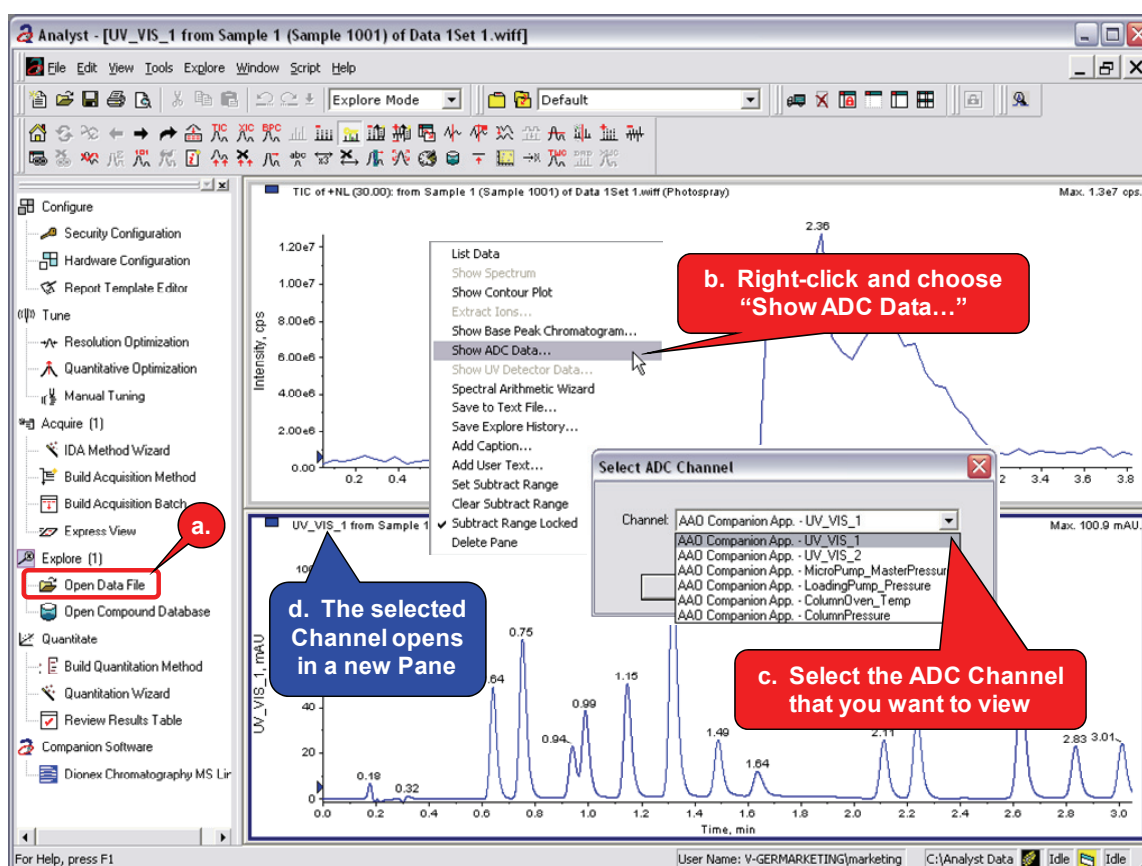 Analyst - [UV_VIS_1 from Sample 1 (Sample 1001) of Data 1Set 1.wiff]
File Edit View Tools Explore Window Script Help
Explore Mode
Default
TIC XIC BPC
Configure
Security Configuration
Hardware Configuration
Report Template Editor
Tune
Resolution Optimization
Quantitative Optimization
Manual Tuning
Acquire (1)
IDA Method Wizard
Build Acquisition Method
Build Acquisition Batch
Express View
a.
Explore (1)
Open Data File
Open Compound Database
Quantitate
Build Quantitation Method
Quantitation Wizard
Review Results Table
Companion Software
Dionex Chromatography MS Lir
TIC of +NL (30.00): from Sample 1 (Sample 1001) of Data 1Set 1.wiff (Photospray)
Max. 1.3e7 cps.
2.36
Intensity, cps
1.20e7
1.00e7
8.00e6
6.00e6
4.00e6
2.00e6
0.00
0.2 0.4
2 3.4 3.6 3.8
List Data
Show Spectrum
Show Contour Plot
Extract Ions...
Show Base Peak Chromatogram...
Show ADC Data...
Show UV Detector Data...
Spectral Arithmetic Wizard
Save to Text File...
Save Explore History...
Add Caption...
Add User Text...
Set Subtract Range
Clear Subtract Range
Subtract Range Locked
Delete Pane
b. Right-click and choose
“Show ADC Data…”
Select ADC Channel
Channel: AAO Companion App. - UV_VIS_1
AAO Companion App. - UV_VIS_1
AAO Companion App. - UV_VIS_2
AAO Companion App. - MicroPump_MasterPressure
AAO Companion App. - LoadingPump_Pressure
AAO Companion App. - ColumnOven_Temp
AAO Companion App. - ColumnPressure
c. Select the ADC Channel
that you want to view
UV_VIS_1 from Sample 1
Max. 100.9 mAU.
d. The selected
Channel opens
in a new Pane
UV_VIS_1, mAU
100
40
20
0
0.18
0.32
.64
0.75
0.94
0.99
1.15
1.49
1.64
2.11
2.83
3.01
0.0 0.2 0.4 0.6 0.8 1.0 1.2 1.4 1.6 1.8 2.0 2.2 2.4 2.6 2.8 3.0
Time, min
For Help, press F1
User Name: V-GERMARKETING\marketing
C:\Analyst Data
Idle
Idle